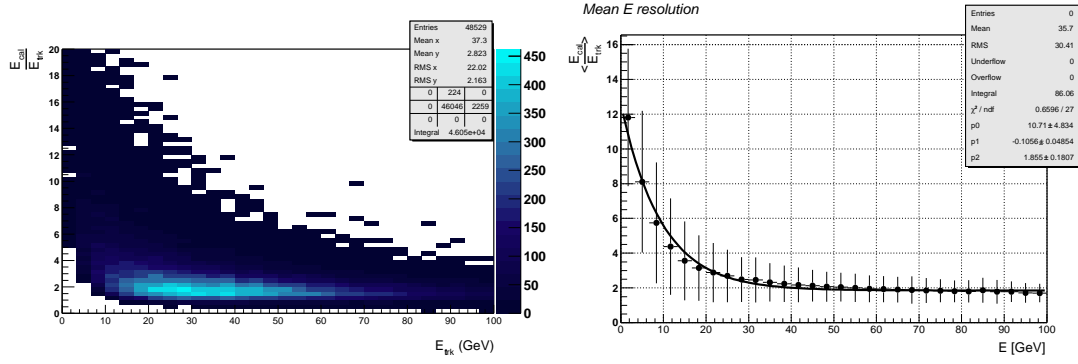 Entries 48529
Mean x 37.3
Mean y 2.823
RMS x 22.02
RMS y 2.163
0 224 0
0 46046 2259
0 0 0
Integral 4.605e+04
E_cal
E_trk
20
18
16
14
12
10
8
6
4
2
0
0 10 20 30 40 50 60 70 80 90 100
E_trk (GeV)
450
400
350
300
250
200
150
100
50
0
Mean E resolution
Entries 0
Mean 35.7
RMS 30.41
Underflow 0
Overflow 0
Integral 86.06
χ² / ndf 0.6596 / 27
p0 10.71 ± 4.834
p1 -0.1056 ± 0.04854
p2 1.855 ± 0.1807
<E_cal
E_trk>
16
14
12
10
8
6
4
2
0
0 10 20 30 40 50 60 70 80 90 100
E [GeV]